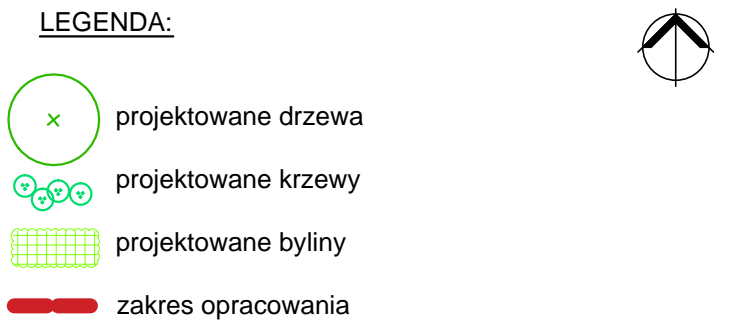 LEGENDA:
projektowane drzewa
projektowane krzewy
projektowane byliny
zakres opracowania